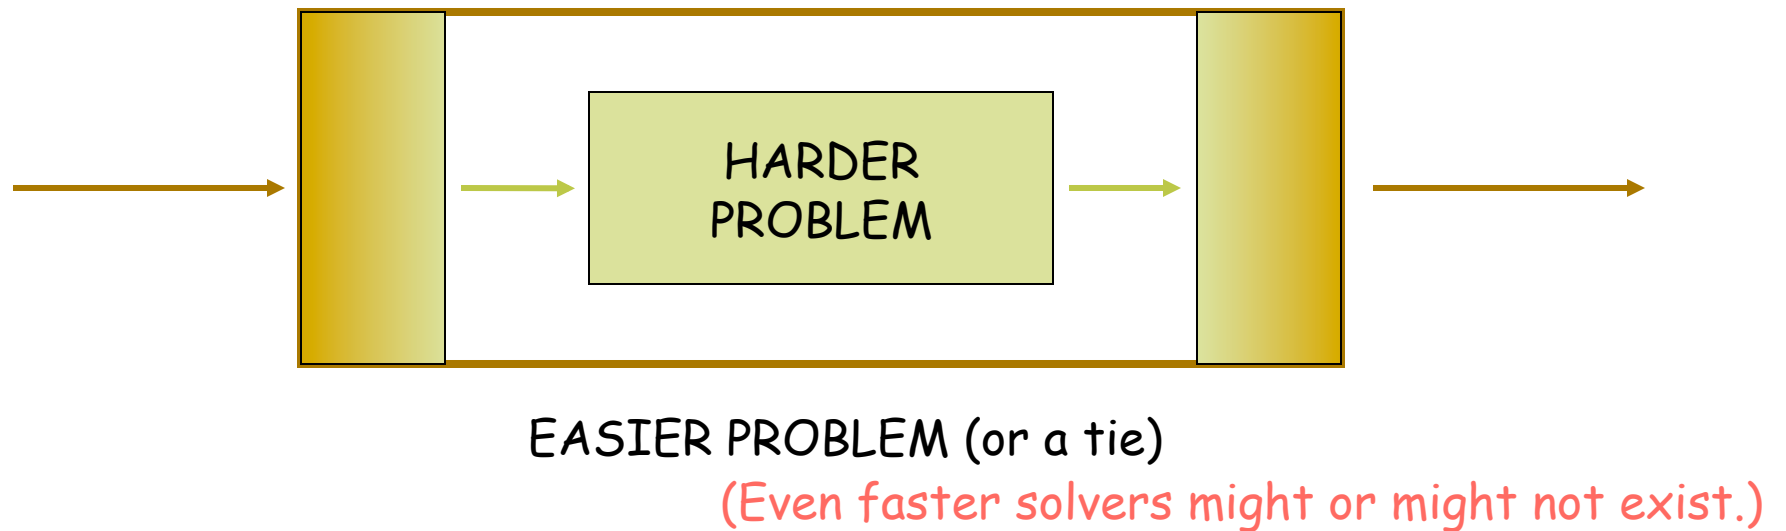 HARDER
PROBLEM
EASIER PROBLEM (or a tie)
(Even faster solvers might or might not exist.)